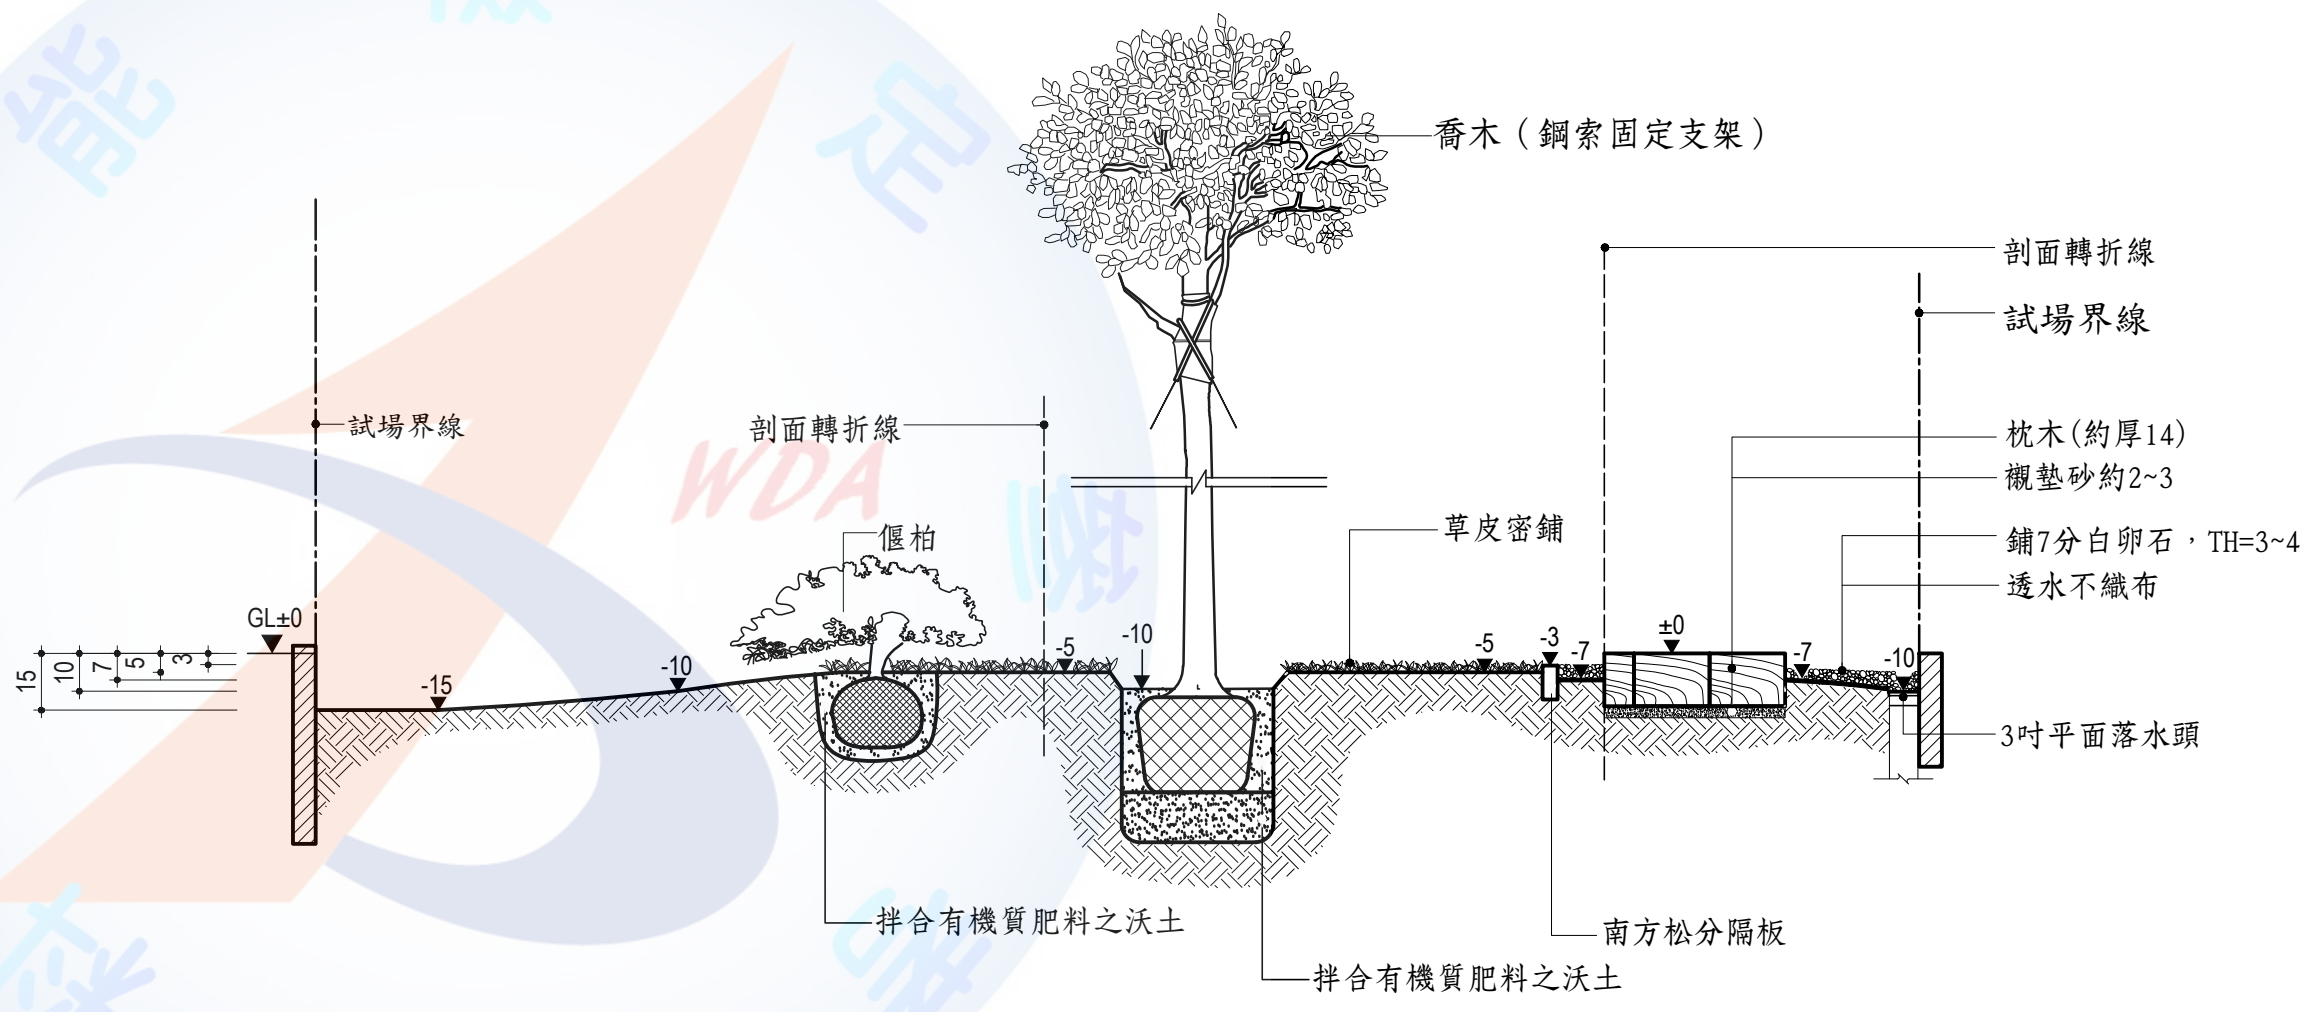 喬木（鋼索固定支架）
剖面轉折線
試場界線
試場界線
剖面轉折線
枕木(約厚14)
襯墊砂約2~3
草皮密鋪
偃柏
鋪7分白卵石，TH=3~4
透水不織布
GL±0
15
10
7
5
3
-15
-10
-5
-10
-5
-3
-7
±0
-7
-10
3吋平面落水頭
拌合有機質肥料之沃土
南方松分隔板
拌合有機質肥料之沃土
WDA
能
定